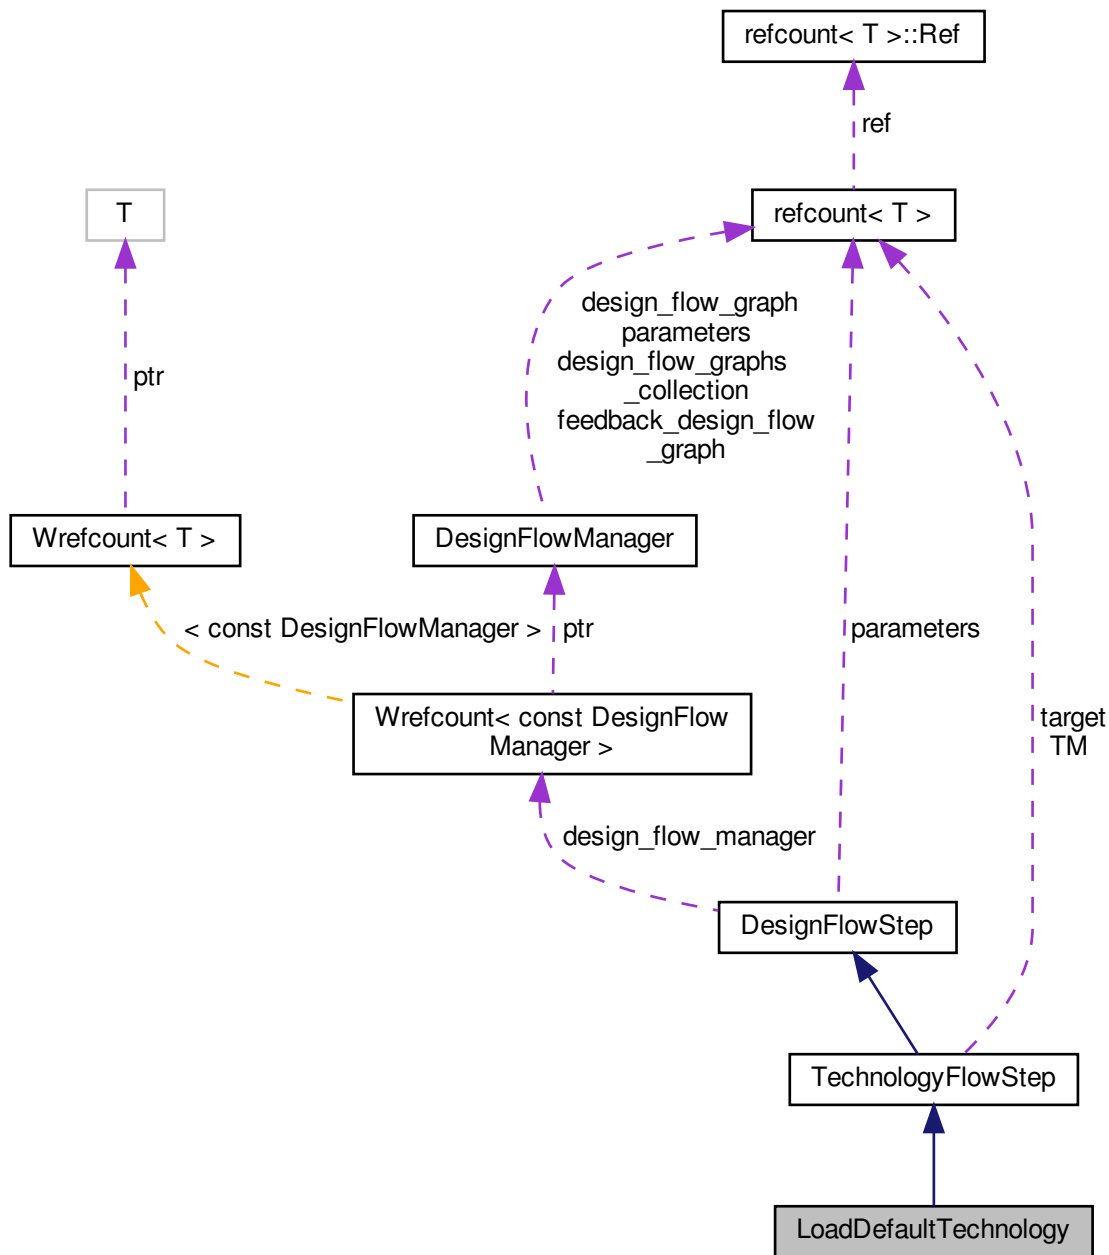 refcount< T >::Ref
ref
T
refcount< T >
design_flow_graph
parameters
design_flow_graphs
_collection
feedback_design_flow
_graph
ptr
Wrefcount< T >
DesignFlowManager
< const DesignFlowManager >
ptr
parameters
Wrefcount< const DesignFlow
Manager >
target
TM
design_flow_manager
DesignFlowStep
TechnologyFlowStep
LoadDefaultTechnology